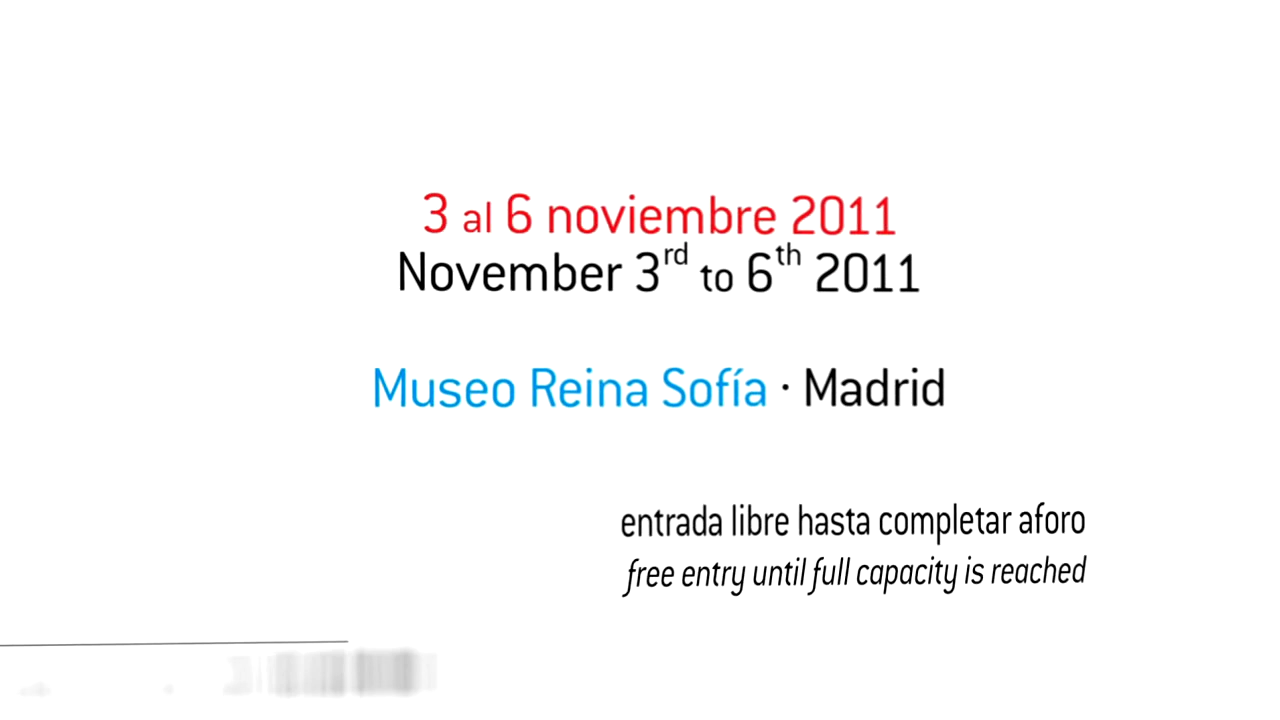 3 al 6 noviembre 2011
November 3rd to 6th 2011
Museo Reina Sofía · Madrid
entrada libre hasta completar aforo
free entry until full capacity is reached